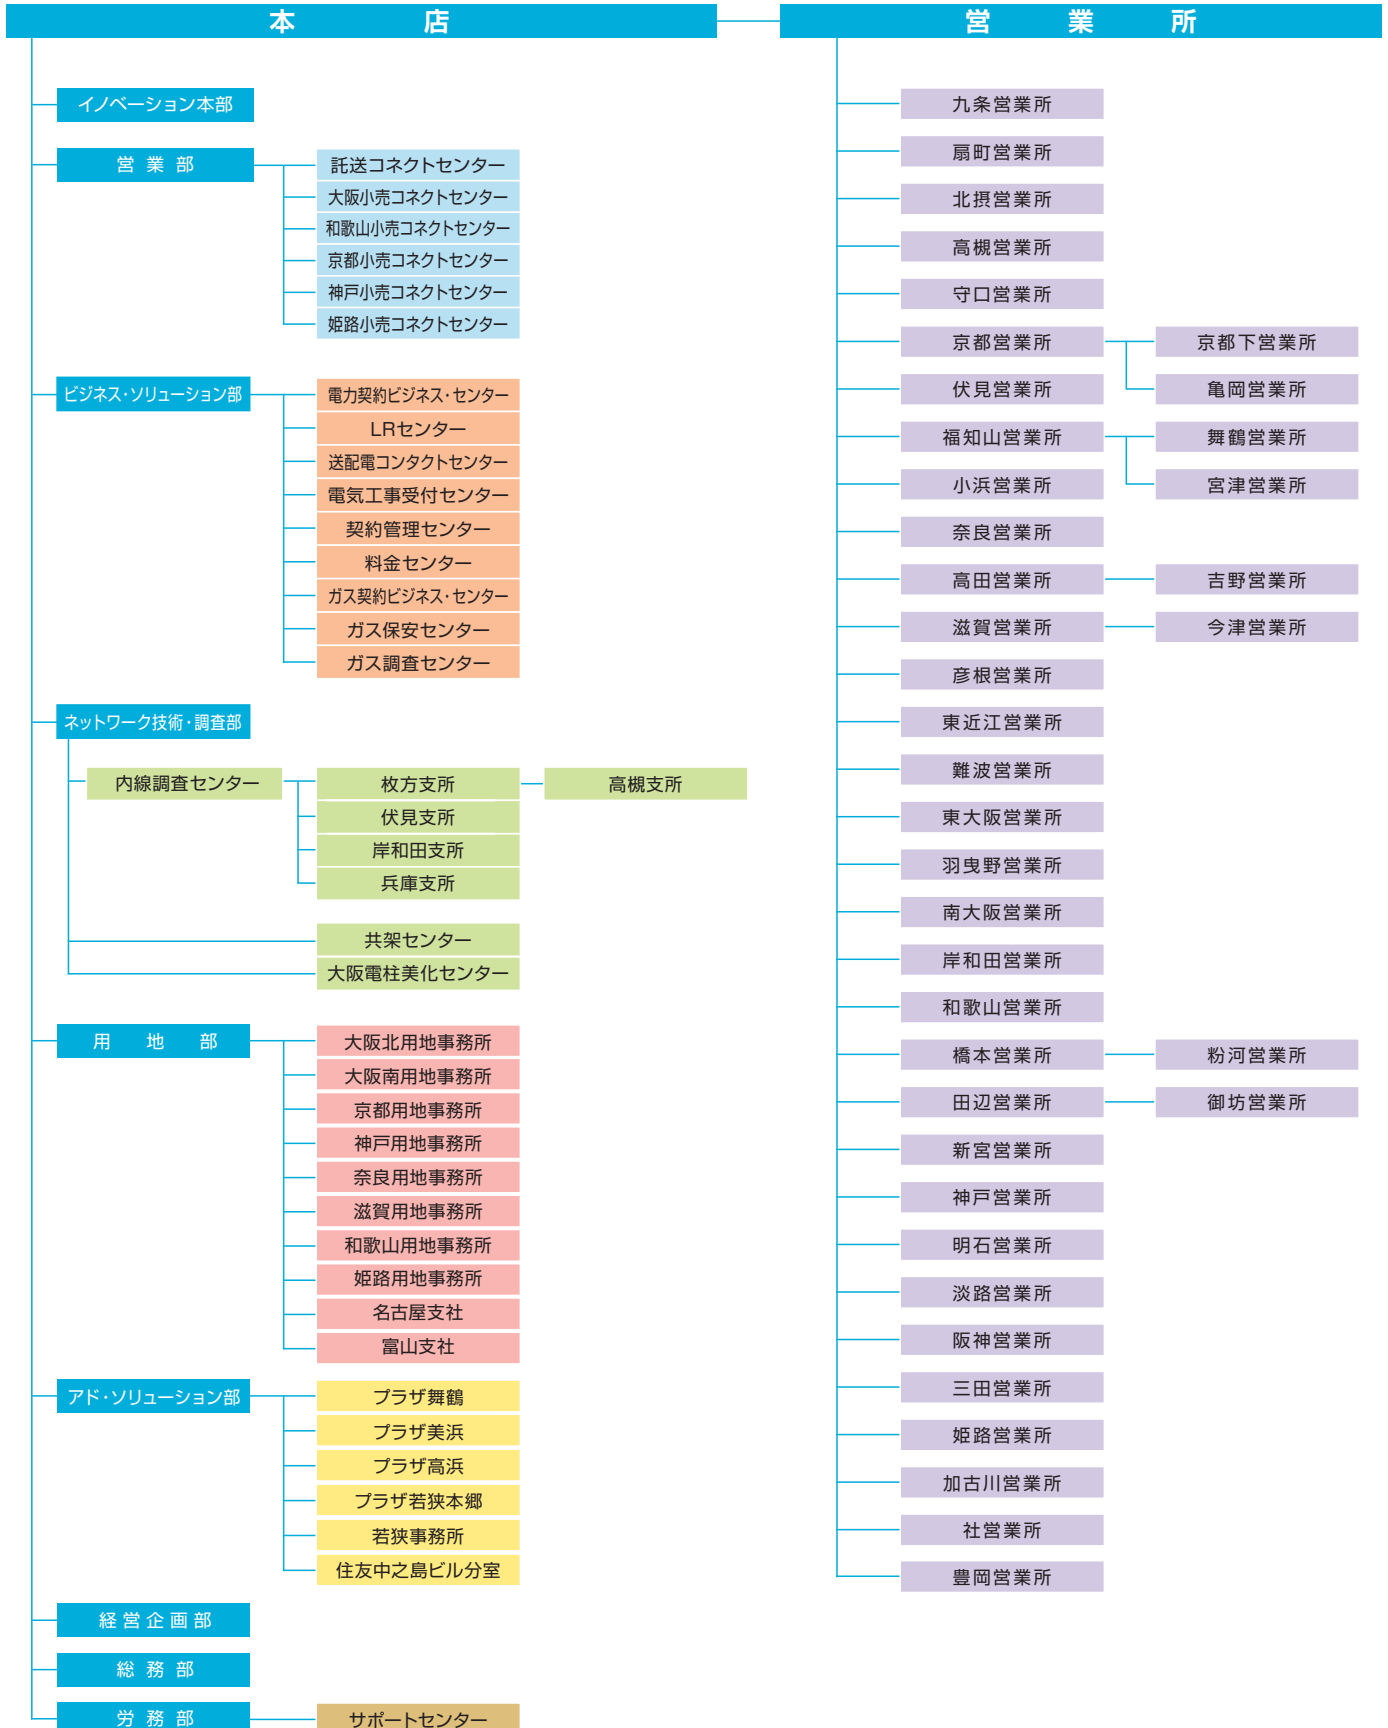 本店
イノベーション本部
営業部
託送コネクトセンター
大阪小売コネクトセンター
和歌山小売コネクトセンター
京都小売コネクトセンター
神戸小売コネクトセンター
姫路小売コネクトセンター
ビジネス・ソリューション部
電力契約ビジネス・センター
LRセンター
送配電コンタクトセンター
電気工事受付センター
契約管理センター
料金センター
ガス契約ビジネス・センター
ガス保安センター
ガス調査センター
ネットワーク技術・調査部
内線調査センター
枚方支所
高槻支所
伏見支所
岸和田支所
兵庫支所
共架センター
大阪電柱美化センター
用地部
大阪北用地事務所
大阪南用地事務所
京都用地事務所
神戸用地事務所
奈良用地事務所
滋賀用地事務所
和歌山用地事務所
姫路用地事務所
名古屋支社
富山支社
アド・ソリューション部
プラザ舞鶴
プラザ美浜
プラザ高浜
プラザ若狭本郷
若狭事務所
住友中之島ビル分室
経営企画部
総務部
労務部
サポートセンター
営業所
九条営業所
扇町営業所
北摂営業所
高槻営業所
守口営業所
京都営業所
京都下営業所
亀岡営業所
伏見営業所
福知山営業所
舞鶴営業所
宮津営業所
小浜営業所
奈良営業所
高田営業所
吉野営業所
滋賀営業所
今津営業所
彦根営業所
東近江営業所
難波営業所
東大阪営業所
羽曳野営業所
南大阪営業所
岸和田営業所
和歌山営業所
橋本営業所
粉河営業所
田辺営業所
御坊営業所
新宮営業所
神戸営業所
明石営業所
淡路営業所
阪神営業所
三田営業所
姫路営業所
加古川営業所
社営業所
豊岡営業所